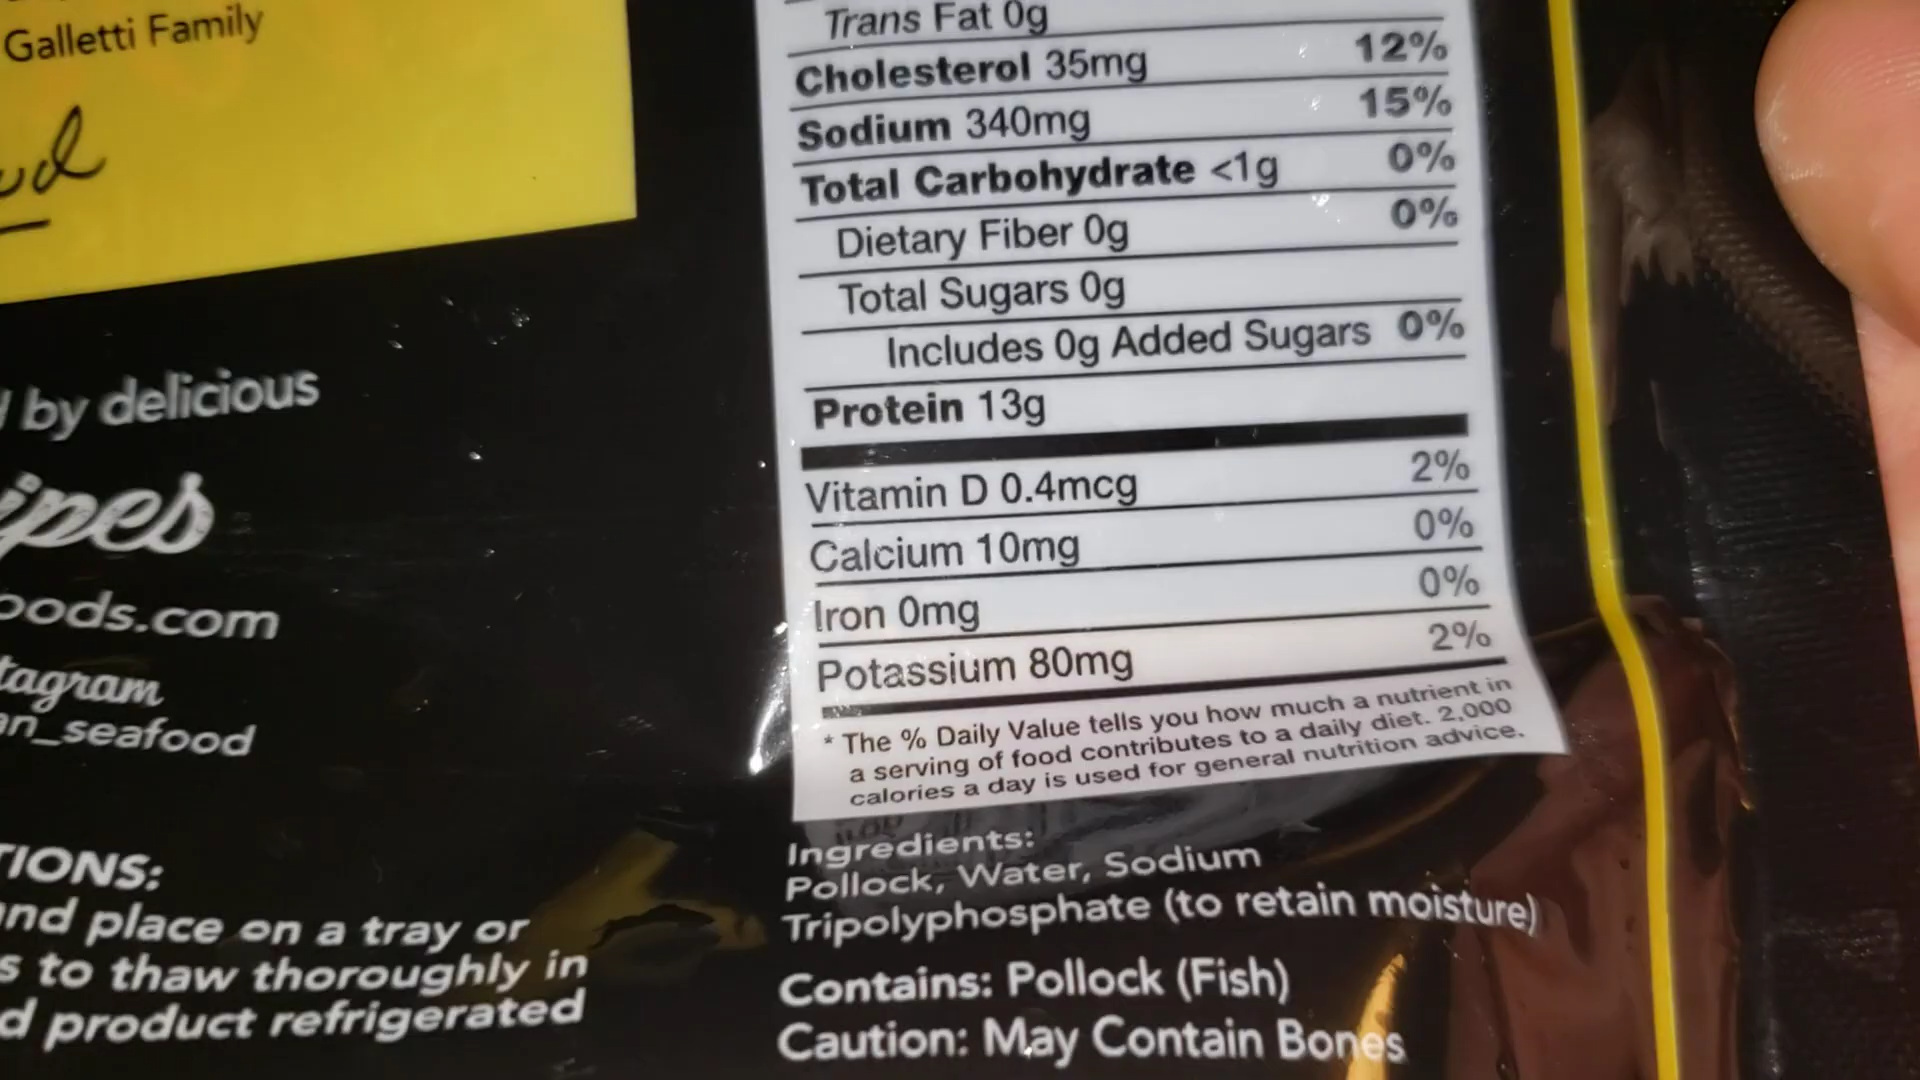 Galletti Family
by delicious
oods.com
tagram
an_seafood
TIONS:
and place on a tray or
s to thaw thoroughly in
d product refrigerated
Trans Fat 0g
Cholesterol 35mg 12%
Sodium 340mg 15%
Total Carbohydrate <1g 0%
Dietary Fiber 0g 0%
Total Sugars 0g
Includes 0g Added Sugars 0%
Protein 13g
Vitamin D 0.4mcg 2%
Calcium 10mg 0%
Iron 0mg 0%
Potassium 80mg 2%
* The % Daily Value tells you how much a nutrient in
a serving of food contributes to a daily diet. 2,000
calories a day is used for general nutrition advice.
Ingredients:
Pollock, Water, Sodium
Tripolyphosphate (to retain moisture)
Contains: Pollock (Fish)
Caution: May Contain Bones